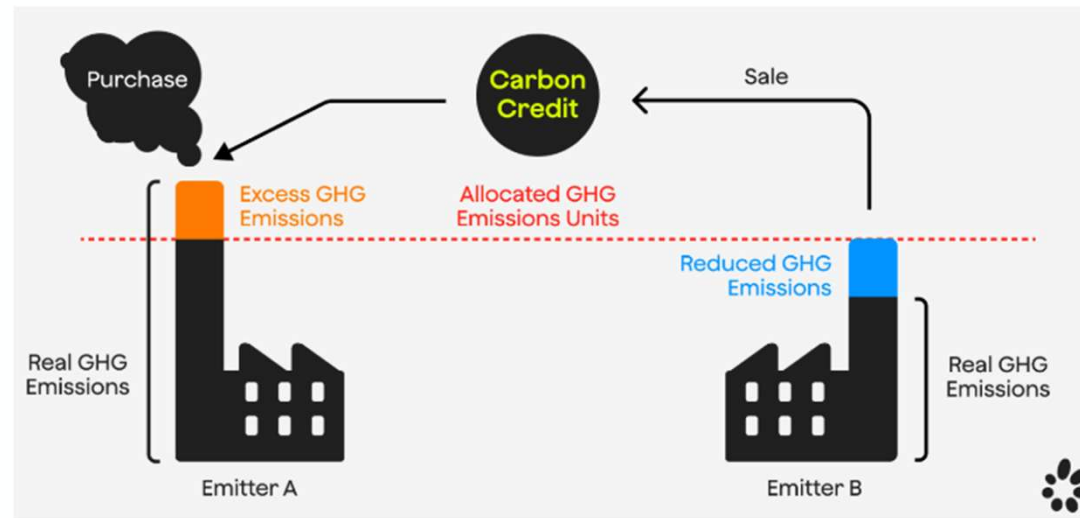 Purchase
Carbon
Credit
Sale
Excess GHG
Emissions
Allocated GHG
Emissions Units
Reduced GHG
Emissions
Real GHG
Emissions
Real GHG
Emissions
Emitter A
Emitter B